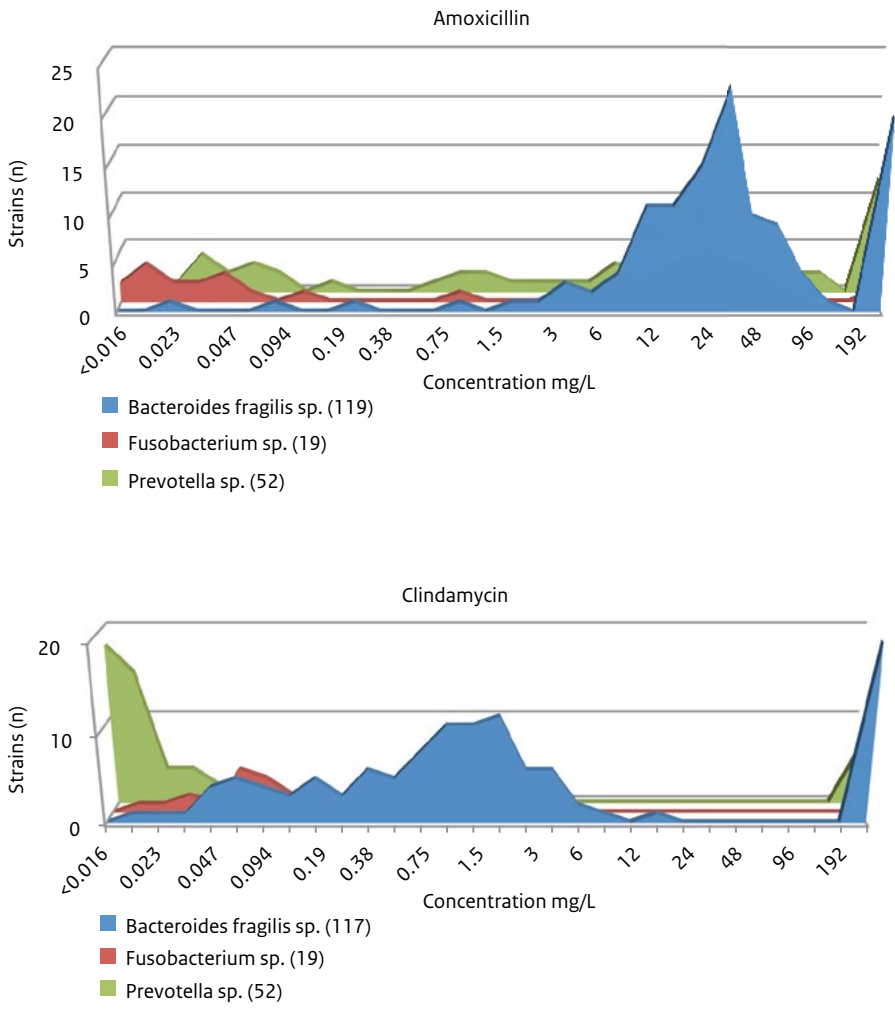 Amoxicillin
Strains (n)
25
20
15
10
5
0
<0.016 0.023 0.047 0.094 0.19 0.38 0.75 1.5 3 6 12 24 48 96 192
Concentration mg/L
Bacteroides fragilis sp. (119)
Fusobacterium sp. (19)
Prevotella sp. (52)
Clindamycin
Strains (n)
20
10
0
<0.016 0.023 0.047 0.094 0.19 0.38 0.75 1.5 3 6 12 24 48 96 192
Concentration mg/L
Bacteroides fragilis sp. (117)
Fusobacterium sp. (19)
Prevotella sp. (52)